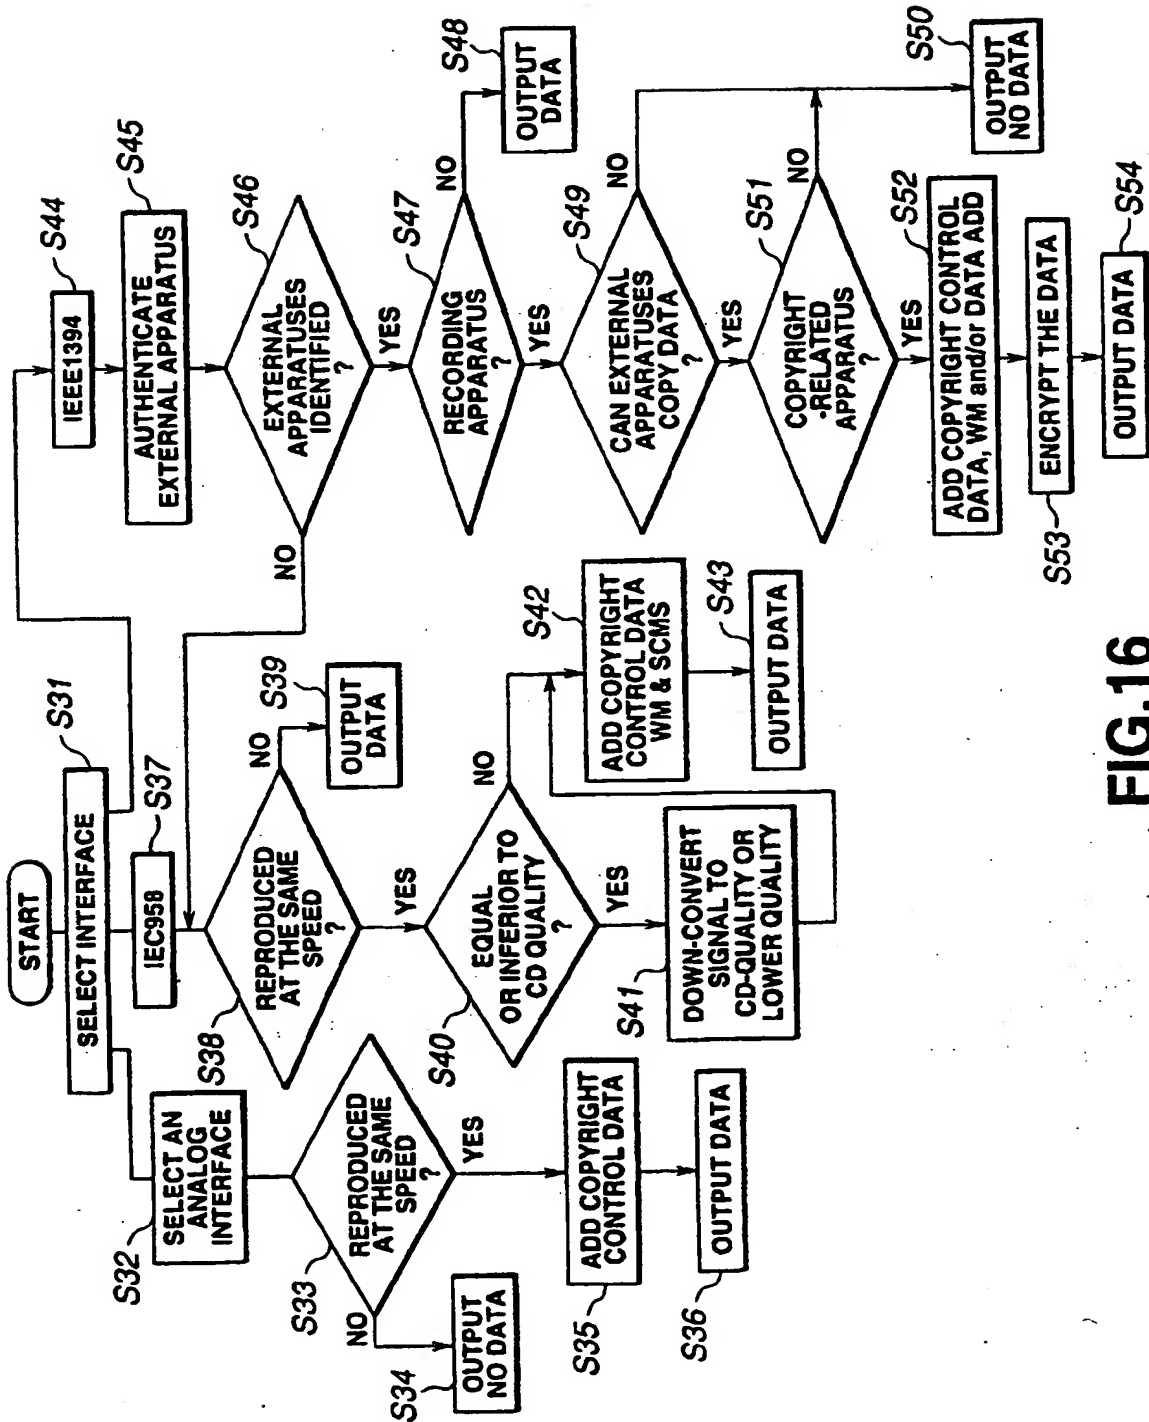 START
SELECT INTERFACE
S31
SELECT AN
ANALOG
INTERFACE
S32
REPRODUCED
AT THE SAME
SPEED
?
S33
NO
YES
OUTPUT
NO DATA
S34
ADD COPYRIGHT
CONTROL DATA
S35
OUTPUT DATA
S36
IEC958
S37
REPRODUCED
AT THE SAME
SPEED
?
S38
NO
YES
OUTPUT
DATA
S39
EQUAL
OR INFERIOR TO
CD QUALITY
?
S40
NO
YES
DOWN-CONVERT
SIGNAL TO
CD-QUALITY OR
LOWER QUALITY
S41
ADD COPYRIGHT
CONTROL DATA
WM & SCMS
S42
OUTPUT DATA
S43
IEEE1394
S44
AUTHENTICATE
EXTERNAL APPARATUS
S45
EXTERNAL
APPARATUSES
IDENTIFIED
?
S46
NO
YES
RECORDING
APPARATUS
?
S47
NO
YES
OUTPUT
DATA
S48
CAN EXTERNAL
APPARATUSES
COPY DATA
?
S49
NO
YES
OUTPUT
NO DATA
S50
COPYRIGHT
-RELATED
APPARATUS
?
S51
NO
YES
ADD COPYRIGHT CONTROL
DATA, WM and/or DATA ADD
S52
ENCRYPT THE DATA
S53
OUTPUT DATA
S54
FIG.16